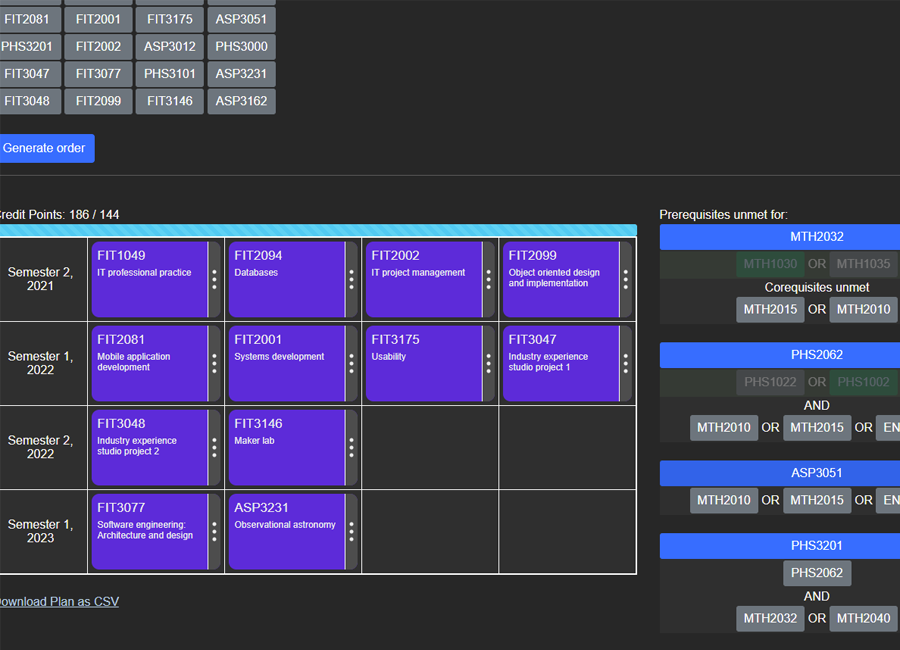 FIT2081 FIT2001 FIT3175 ASP3051
PHS3201 FIT2002 ASP3012 PHS3000
FIT3047 FIT3077 PHS3101 ASP3231
FIT3048 FIT2099 FIT3146 ASP3162
Generate order
redit Points: 186 / 144
Semester 2,
2021
FIT1049
IT professional practice
FIT2094
Databases
FIT2002
IT project management
FIT2099
Object oriented design
and implementation
Semester 1,
2022
FIT2081
Mobile application
development
FIT2001
Systems development
FIT3175
Usability
FIT3047
Industry experience
studio project 1
Semester 2,
2022
FIT3048
Industry experience
studio project 2
FIT3146
Maker lab
Semester 1,
2023
FIT3077
Software engineering:
Architecture and design
ASP3231
Observational astronomy
ownload Plan as CSV
Prerequisites unmet for:
MTH2032
MTH1030 OR MTH1035
Corequisites unmet
MTH2015 OR MTH2010
PHS2062
PHS1022 OR PHS1002
AND
MTH2010 OR MTH2015 OR EN
ASP3051
MTH2010 OR MTH2015 OR EN
PHS3201
PHS2062
AND
MTH2032 OR MTH2040